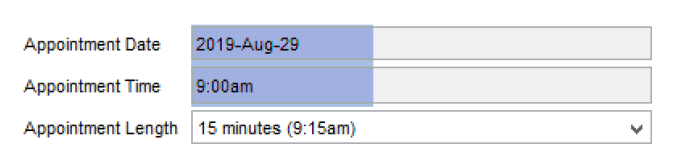 Appointment Date 2019-Aug-29
Appointment Time 9:00am
Appointment Length 15 minutes (9:15am)